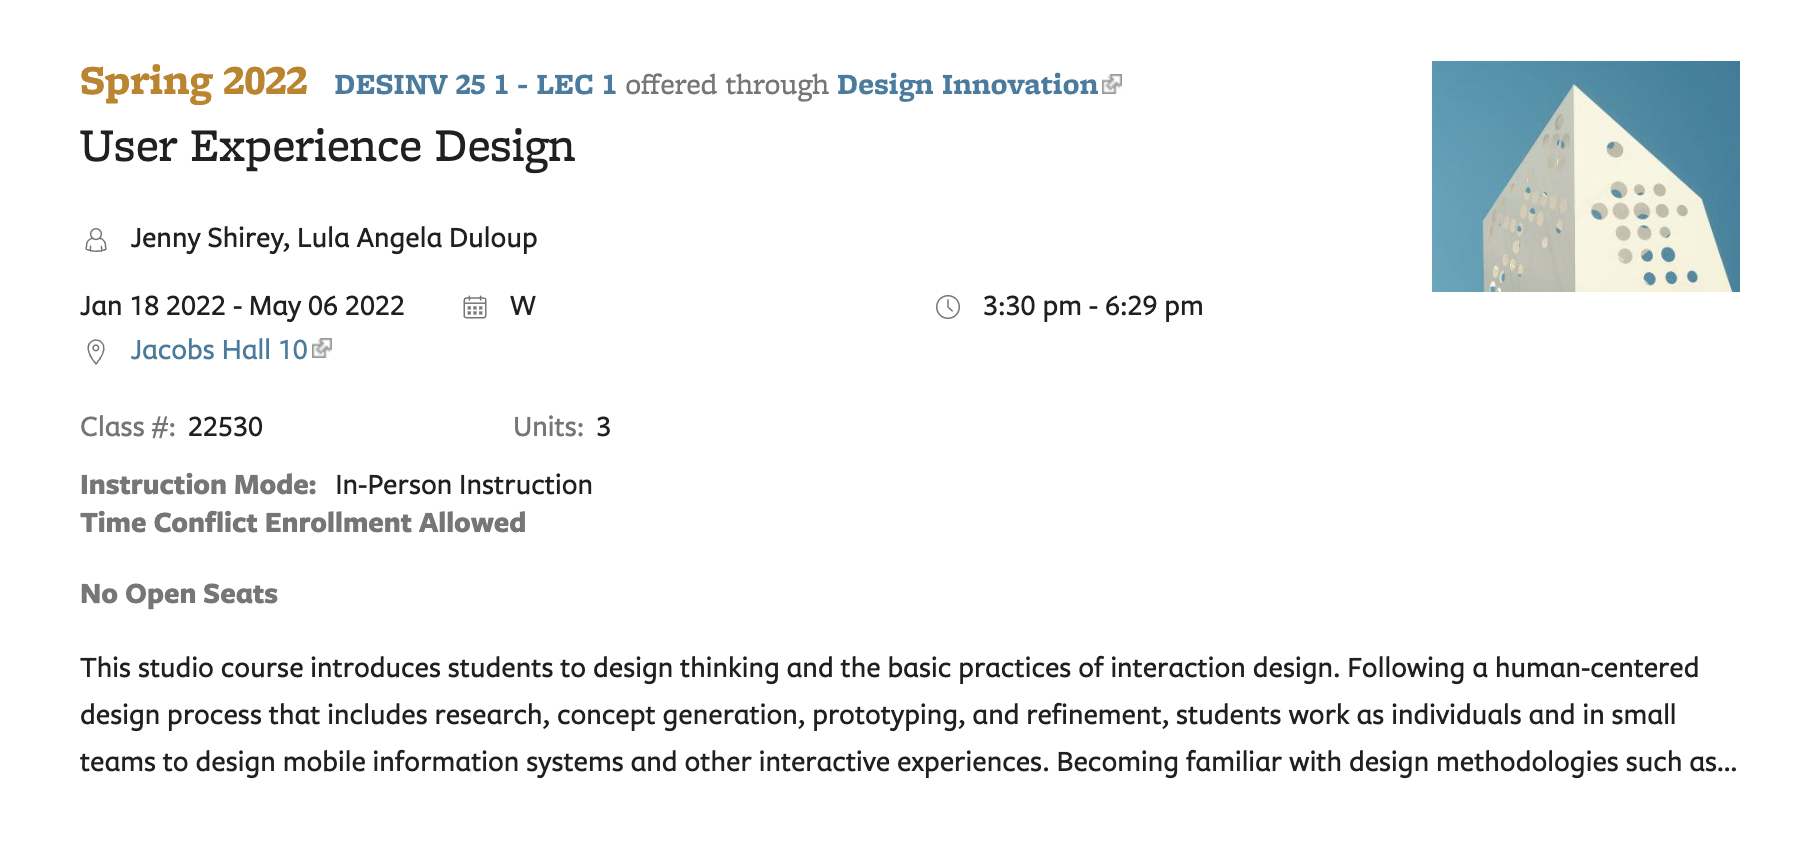 Spring 2022 DESINV 25 1 - LEC 1 offered through Design Innovation
User Experience Design
Jenny Shirey, Lula Angela Duloup
Jan 18 2022 - May 06 2022 W 3:30 pm - 6:29 pm
Jacobs Hall 10
Class #: 22530 Units: 3
Instruction Mode: In-Person Instruction
Time Conflict Enrollment Allowed
No Open Seats
This studio course introduces students to design thinking and the basic practices of interaction design. Following a human-centered
design process that includes research, concept generation, prototyping, and refinement, students work as individuals and in small
teams to design mobile information systems and other interactive experiences. Becoming familiar with design methodologies such as...